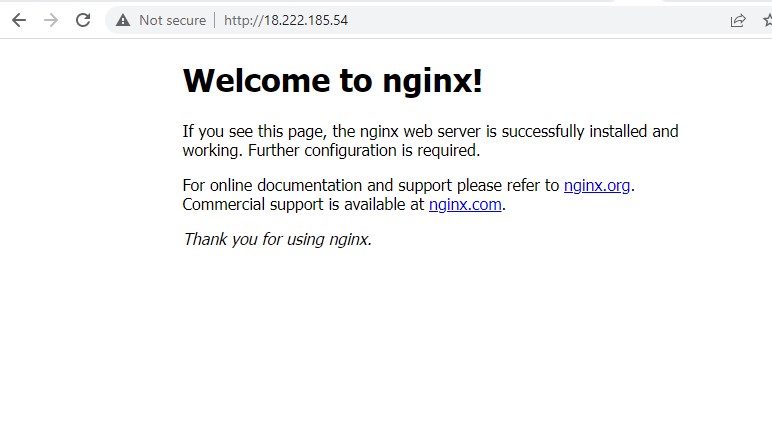 Not secure | http://18.222.185.54
Welcome to nginx!
If you see this page, the nginx web server is successfully installed and
working. Further configuration is required.
For online documentation and support please refer to nginx.org.
Commercial support is available at nginx.com.
Thank you for using nginx.